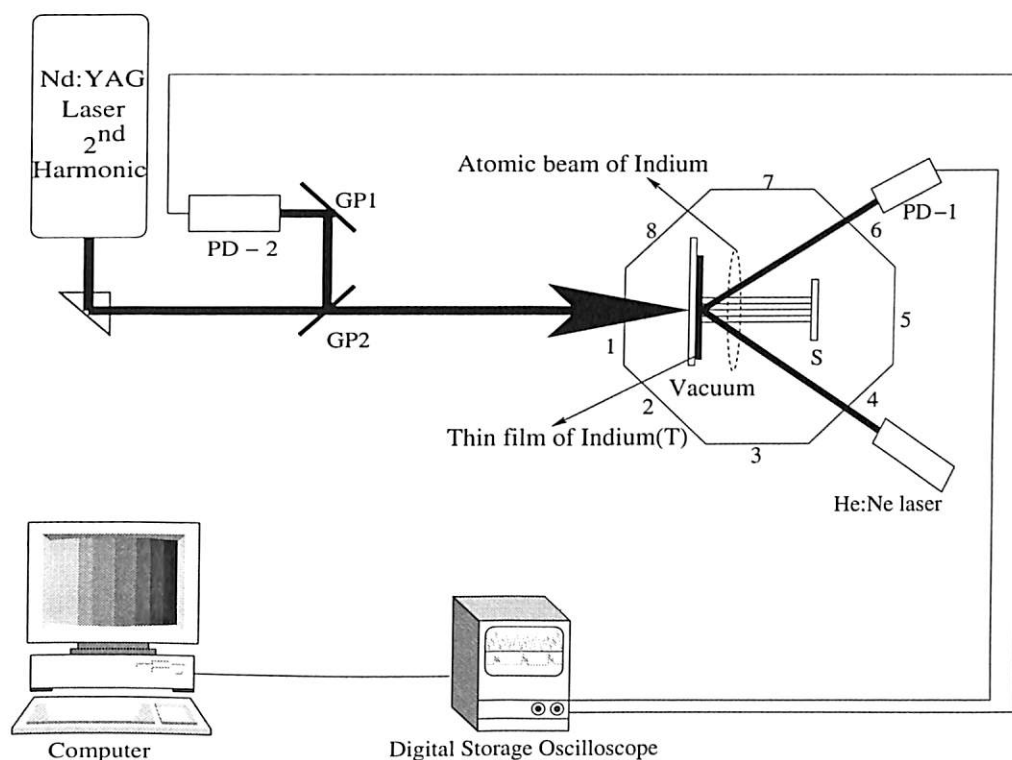 Nd:YAG
Laser
2nd
Harmonic
GP1
PD – 2
GP2
Atomic beam of Indium
7
PD–1
6
8
5
1
S
Vacuum
4
2
Thin film of Indium(T)
3
He:Ne laser
Computer
Digital Storage Oscilloscope